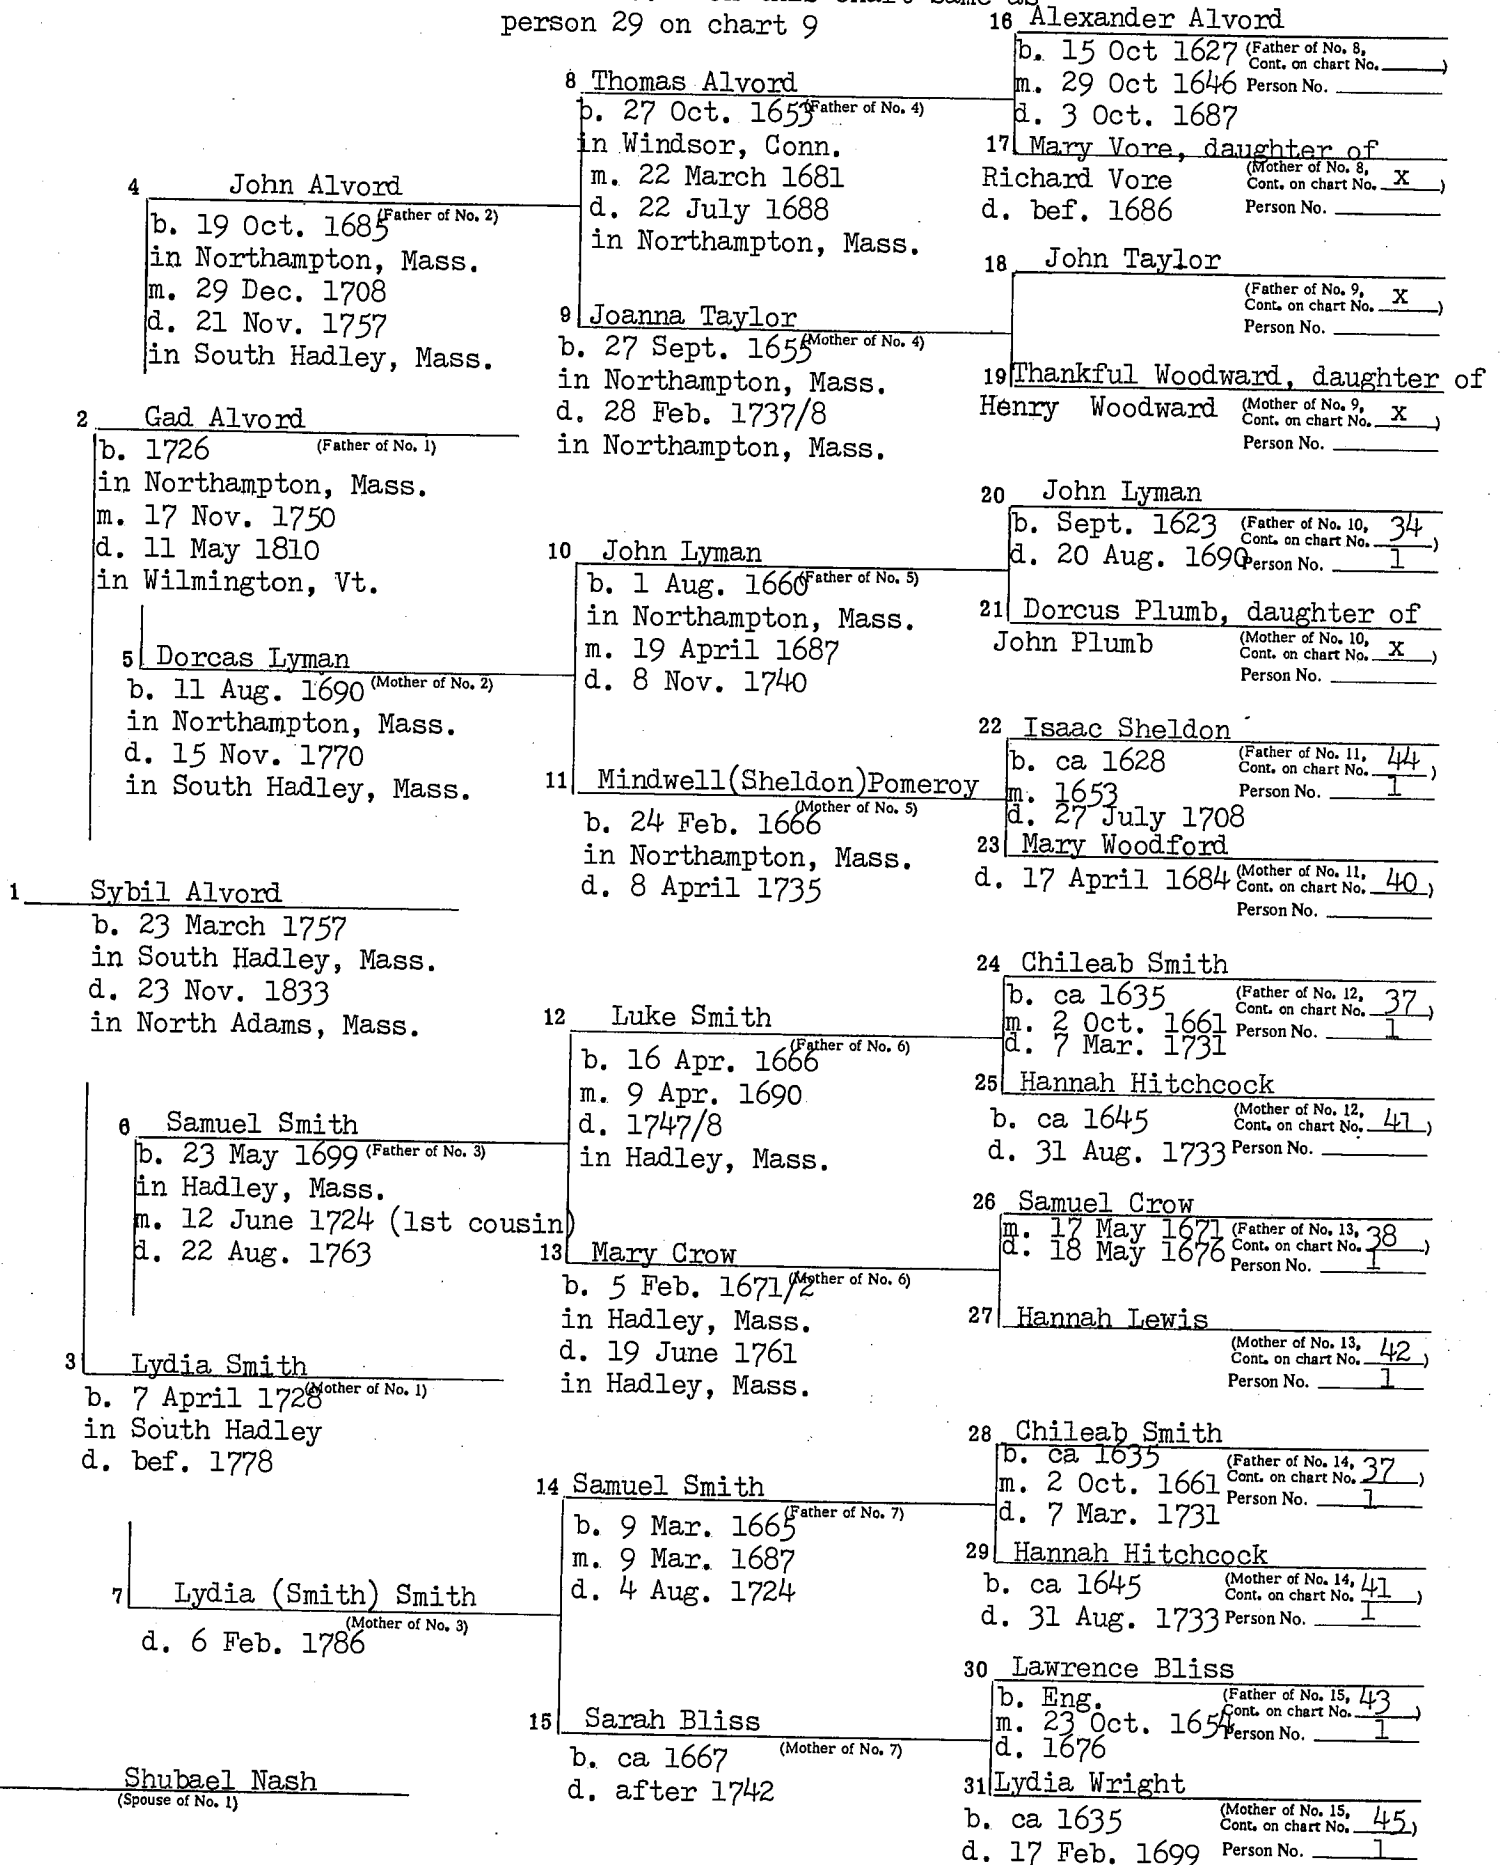 on this chart same as
person 29 on chart 9
1 Sybil Alvord
b. 23 March 1757
in South Hadley, Mass.
d. 23 Nov. 1833
in North Adams, Mass.
Shubael Nash
(Spouse of No. 1)
2 Gad Alvord
b. 1726 (Father of No. 1)
in Northampton, Mass.
m. 17 Nov. 1750
d. 11 May 1810
in Wilmington, Vt.
3 Lydia Smith
b. 7 April 1728 (Mother of No. 1)
in South Hadley
d. bef. 1778
4 John Alvord
b. 19 Oct. 1685 (Father of No. 2)
in Northampton, Mass.
m. 29 Dec. 1708
d. 21 Nov. 1757
in South Hadley, Mass.
5 Dorcas Lyman
b. 11 Aug. 1690 (Mother of No. 2)
in Northampton, Mass.
d. 15 Nov. 1770
in South Hadley, Mass.
6 Samuel Smith
b. 23 May 1699 (Father of No. 3)
in Hadley, Mass.
m. 12 June 1724 (1st cousin)
d. 22 Aug. 1763
7 Lydia (Smith) Smith
(Mother of No. 3)
d. 6 Feb. 1786
8 Thomas Alvord
b. 27 Oct. 1653 (Father of No. 4)
in Windsor, Conn.
m. 22 March 1681
d. 22 July 1688
in Northampton, Mass.
9 Joanna Taylor
b. 27 Sept. 1655 (Mother of No. 4)
in Northampton, Mass.
d. 28 Feb. 1737/8
in Northampton, Mass.
10 John Lyman
b. 1 Aug. 1660 (Father of No. 5)
in Northampton, Mass.
m. 19 April 1687
d. 8 Nov. 1740
11 Mindwell(Sheldon)Pomeroy
(Mother of No. 5)
b. 24 Feb. 1666
in Northampton, Mass.
d. 8 April 1735
12 Luke Smith
(Father of No. 6)
b. 16 Apr. 1666
m. 9 Apr. 1690
d. 1747/8
in Hadley, Mass.
13 Mary Crow
b. 5 Feb. 1671/2 (Mother of No. 6)
in Hadley, Mass.
d. 19 June 1761
in Hadley, Mass.
14 Samuel Smith
(Father of No. 7)
b. 9 Mar. 1665
m. 9 Mar. 1687
d. 4 Aug. 1724
15 Sarah Bliss
b. ca 1667 (Mother of No. 7)
d. after 1742
16 Alexander Alvord
b. 15 Oct 1627 (Father of No. 8,
Cont. on chart No. )
m. 29 Oct 1646 Person No.
d. 3 Oct. 1687
17 Mary Vore, daughter of
Richard Vore (Mother of No. 8,
Cont. on chart No. x )
d. bef. 1686 Person No.
18 John Taylor
(Father of No. 9,
Cont. on chart No. x )
Person No.
19 Thankful Woodward, daughter of
Henry Woodward (Mother of No. 9,
Cont. on chart No. x )
Person No.
20 John Lyman
b. Sept. 1623 (Father of No. 10,
Cont. on chart No. 34 )
d. 20 Aug. 1690 Person No. 1
21 Dorcus Plumb, daughter of
John Plumb (Mother of No. 10,
Cont. on chart No. x )
Person No.
22 Isaac Sheldon
b. ca 1628 (Father of No. 11,
Cont. on chart No. 44 )
m. 1653 Person No. 1
d. 27 July 1708
23 Mary Woodford
d. 17 April 1684 (Mother of No. 11,
Cont. on chart No. 40 )
Person No.
24 Chileab Smith
b. ca 1635 (Father of No. 12,
Cont. on chart No. 37 )
m. 2 Oct. 1661 Person No. 1
d. 7 Mar. 1731
25 Hannah Hitchcock
b. ca 1645 (Mother of No. 12,
Cont. on chart No. 41 )
d. 31 Aug. 1733 Person No.
26 Samuel Crow
m. 17 May 1671 (Father of No. 13,
d. 18 May 1676 Cont. on chart No. 38 )
Person No. 1
27 Hannah Lewis
(Mother of No. 13,
Cont. on chart No. 42 )
Person No. 1
28 Chileab Smith
b. ca 1635 (Father of No. 14,
m. 2 Oct. 1661 Cont. on chart No. 37 )
Person No. 1
d. 7 Mar. 1731
29 Hannah Hitchcock
b. ca 1645 (Mother of No. 14,
Cont. on chart No. 41 )
d. 31 Aug. 1733 Person No. 1
30 Lawrence Bliss
b. Eng. (Father of No. 15,
Cont. on chart No. 43 )
m. 23 Oct. 1654 Person No. 1
d. 1676
31 Lydia Wright
b. ca 1635 (Mother of No. 15,
Cont. on chart No. 45 )
d. 17 Feb. 1699 Person No. 1